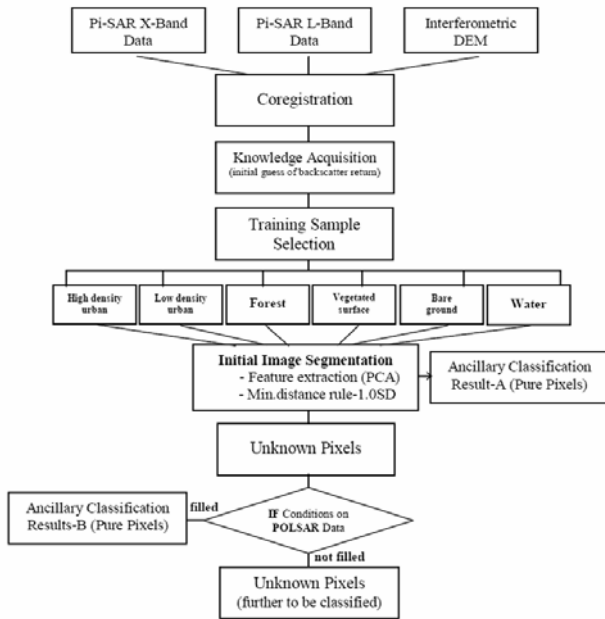 Pi-SAR X-Band
Data
Pi-SAR L-Band
Data
Interferometric
DEM
Coregistration
Knowledge Acquisition
(initial guess of backscatter return)
Training Sample
Selection
High density
urban
Low density
urban
Forest
Vegetated
surface
Bare
ground
Water
Initial Image Segmentation
- Feature extraction (PCA)
- Min.distance rule-1.0SD
Ancillary Classification
Result-A (Pure Pixels)
Unknown Pixels
Ancillary Classification
Results-B (Pure Pixels)
filled
IF Conditions on
POLSAR Data
not filled
Unknown Pixels
(further to be classified)